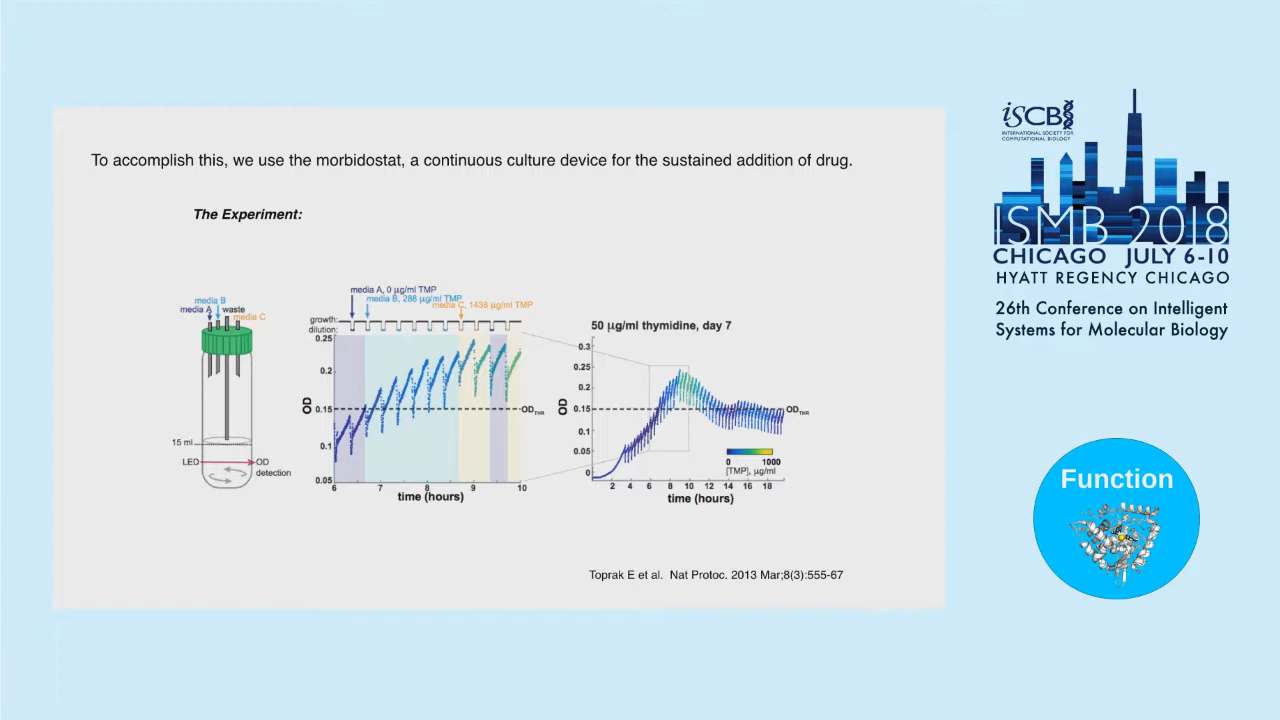 To accomplish this, we use the morbidostat, a continuous culture device for the sustained addition of drug.
The Experiment:
media B
media A
waste
media C
15 ml
LED
OD
detection
media A, 0 µg/ml TMP
media B, 288 µg/ml TMP
media C, 1438 µg/ml TMP
growth:
dilution:
0.25
0.2
0.15
0.1
0.05
OD
OD THR
6 7 8 9 10
time (hours)
50 µg/ml thymidine, day 7
0.3
0.25
0.2
0.15
0.1
0.05
0
OD
OD THR
0 1000
[TMP], µg/ml
2 4 6 8 10 12 14 16 18
time (hours)
Toprak E et al. Nat Protoc. 2013 Mar;8(3):555-67
iSCB
INTERNATIONAL SOCIETY FOR
COMPUTATIONAL BIOLOGY
ISMB 2018
CHICAGO JULY 6-10
HYATT REGENCY CHICAGO
26th Conference on Intelligent
Systems for Molecular Biology
Function